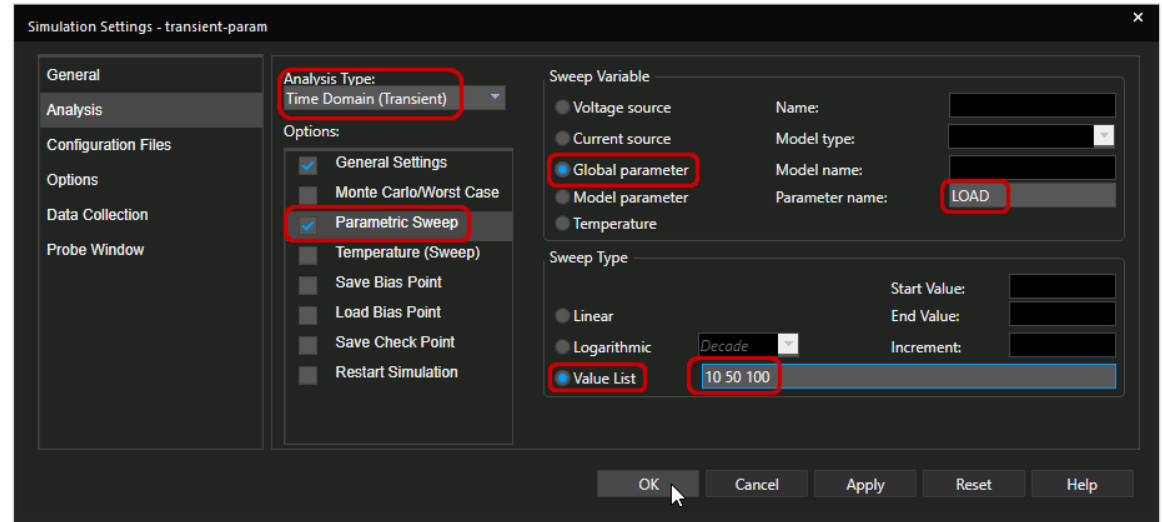 Simulation Settings - transient-param
General
Analysis
Configuration Files
Options
Data Collection
Probe Window
Analysis Type:
Time Domain (Transient)
Options:
General Settings
Monte Carlo/Worst Case
Parametric Sweep
Temperature (Sweep)
Save Bias Point
Load Bias Point
Save Check Point
Restart Simulation
Sweep Variable
Voltage source
Current source
Global parameter
Model parameter
Temperature
Name:
Model type:
Model name:
Parameter name: LOAD
Sweep Type
Linear
Logarithmic Decade
Value List 10 50 100
Start Value:
End Value:
Increment:
OK Cancel Apply Reset Help